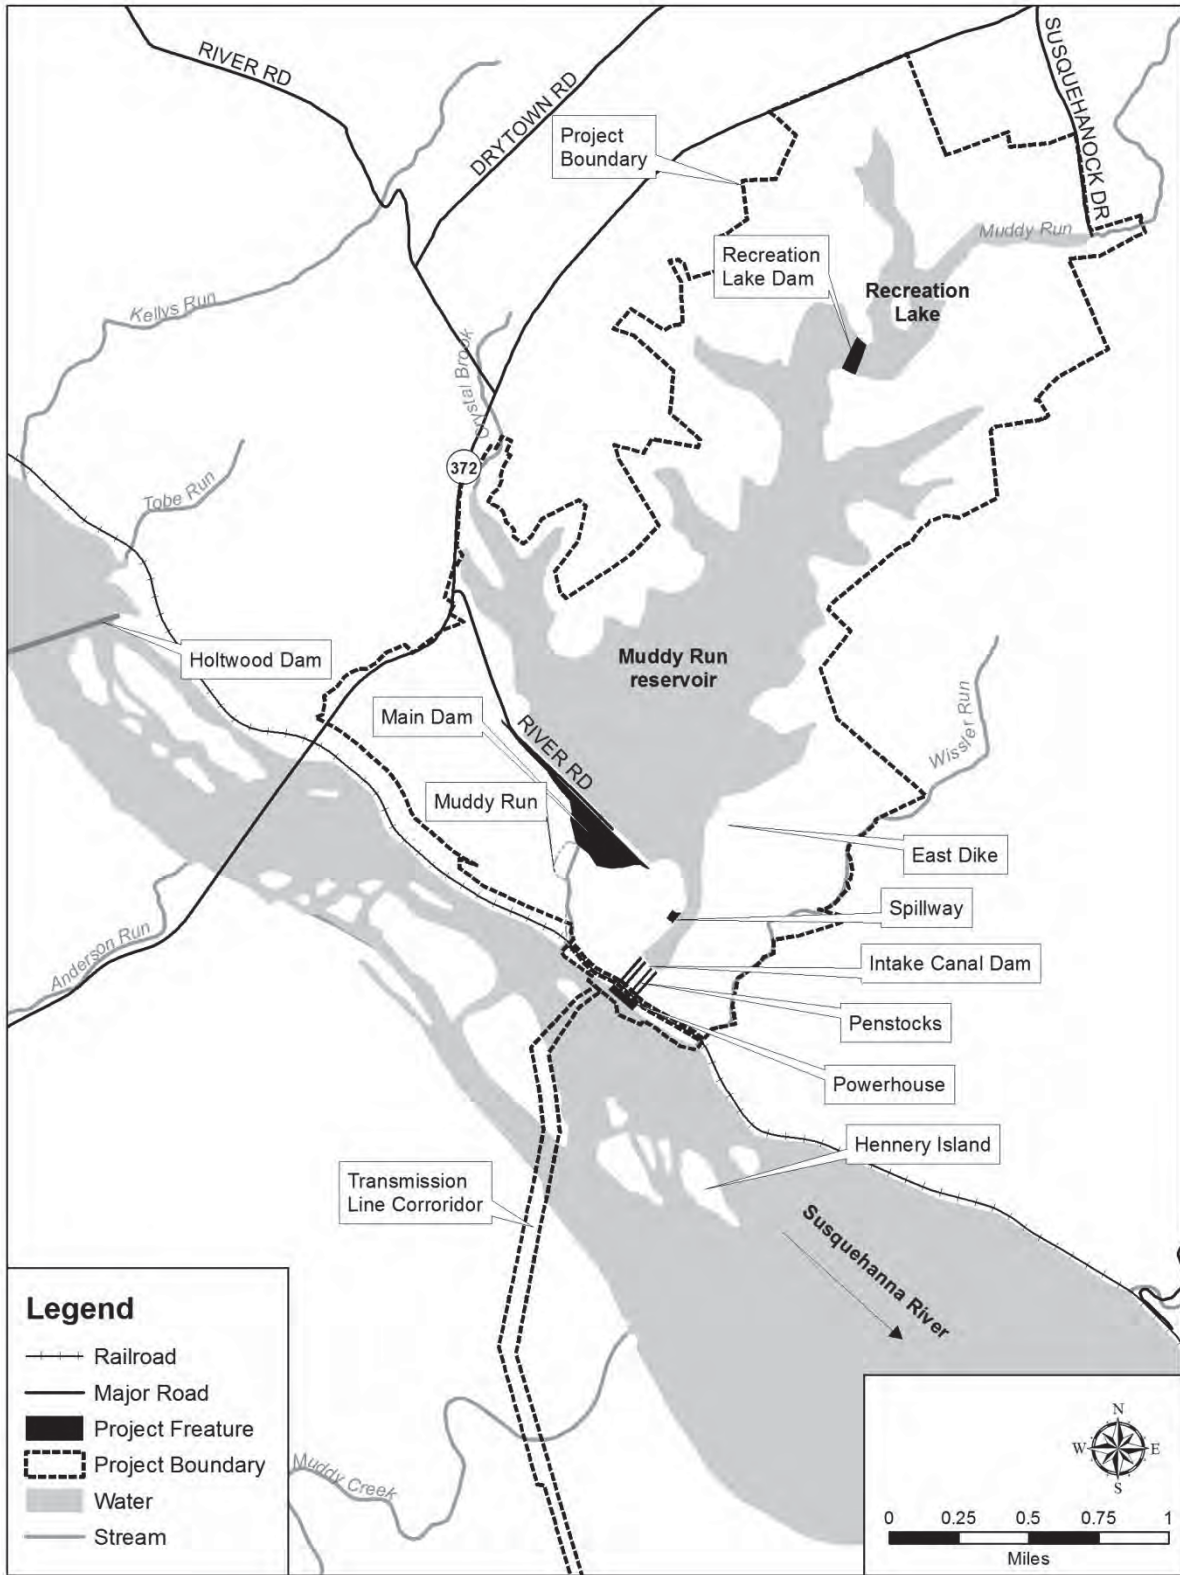 RIVER RD
DRYTOWN RD
SUSQUEHANOCK DR
Project
Boundary
Muddy Run
Recreation
Lake Dam
Recreation
Lake
Kellys Run
Crystal Brook
372
Tobe Run
Holtwood Dam
Muddy Run
reservoir
Main Dam
RIVER RD
Wissler Run
Muddy Run
East Dike
Spillway
Anderson Run
Intake Canal Dam
Penstocks
Powerhouse
Hennery Island
Transmission
Line Corroridor
Susquehanna River
Muddy Creek
Legend
Railroad
Major Road
Project Freature
Project Boundary
Water
Stream
N
W E
S
0 0.25 0.5 0.75 1
Miles